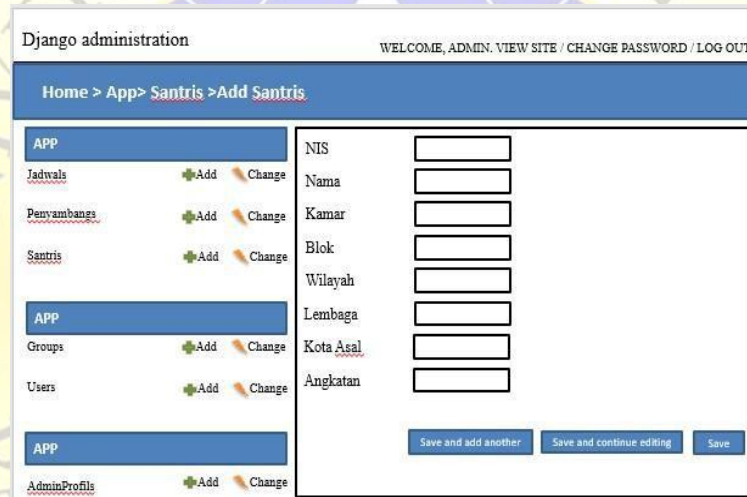 Django administration
WELCOME, ADMIN. VIEW SITE / CHANGE PASSWORD / LOG OUT
Home > App> Santris >Add Santris
APP
Jadwals Add Change
Penyambangs Add Change
Santris Add Change
APP
Groups Add Change
Users Add Change
APP
AdminProfils Add Change
NIS
Nama
Kamar
Blok
Wilayah
Lembaga
Kota Asal
Angkatan
Save and add another Save and continue editing Save